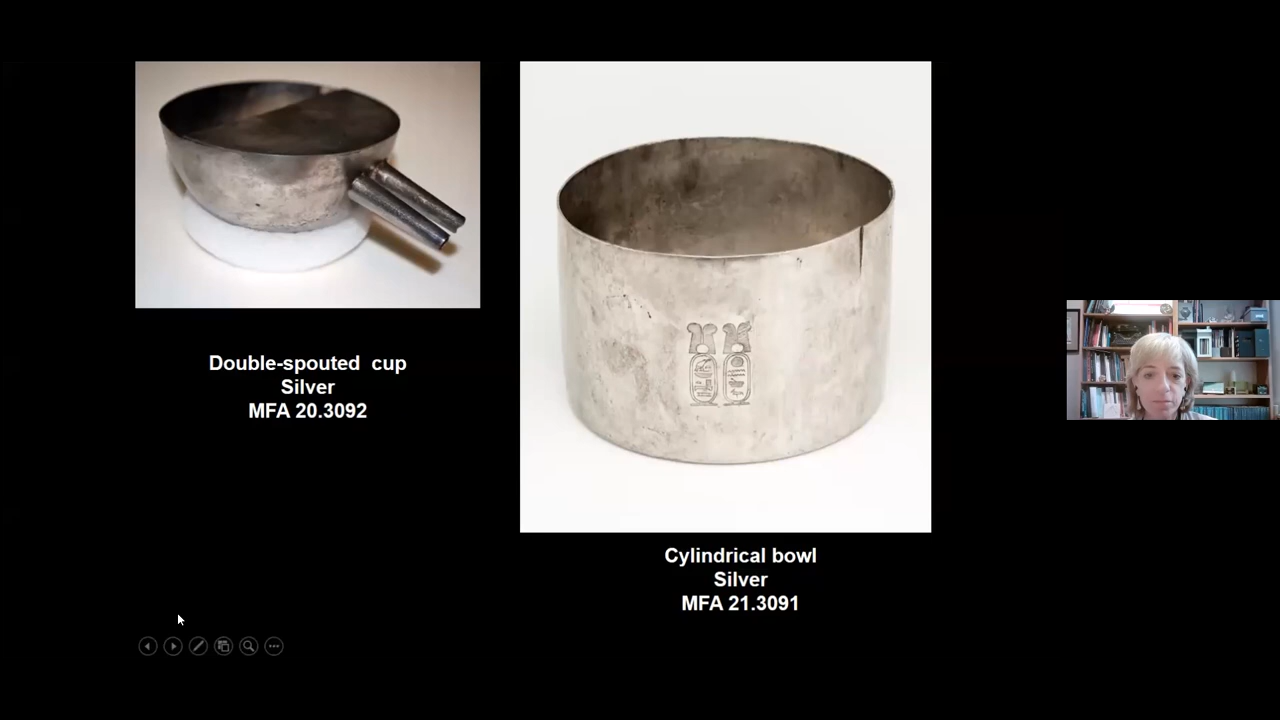 Double-spouted cup
Silver
MFA 20.3092
Cylindrical bowl
Silver
MFA 21.3091